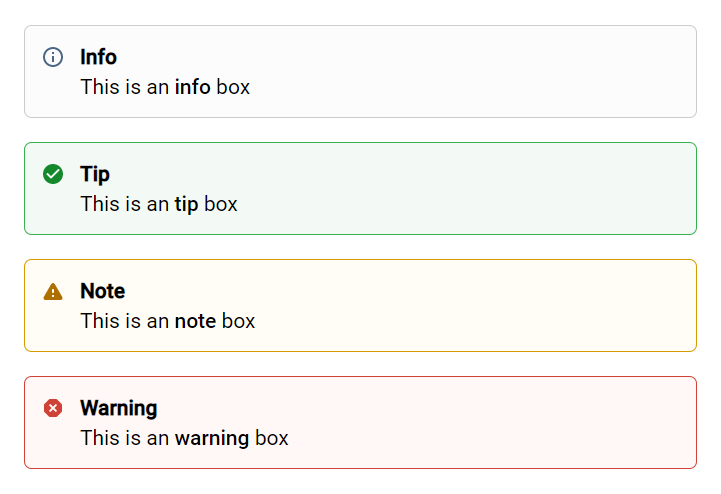 Info
This is an info box
Tip
This is an tip box
Note
This is an note box
Warning
This is an warning box